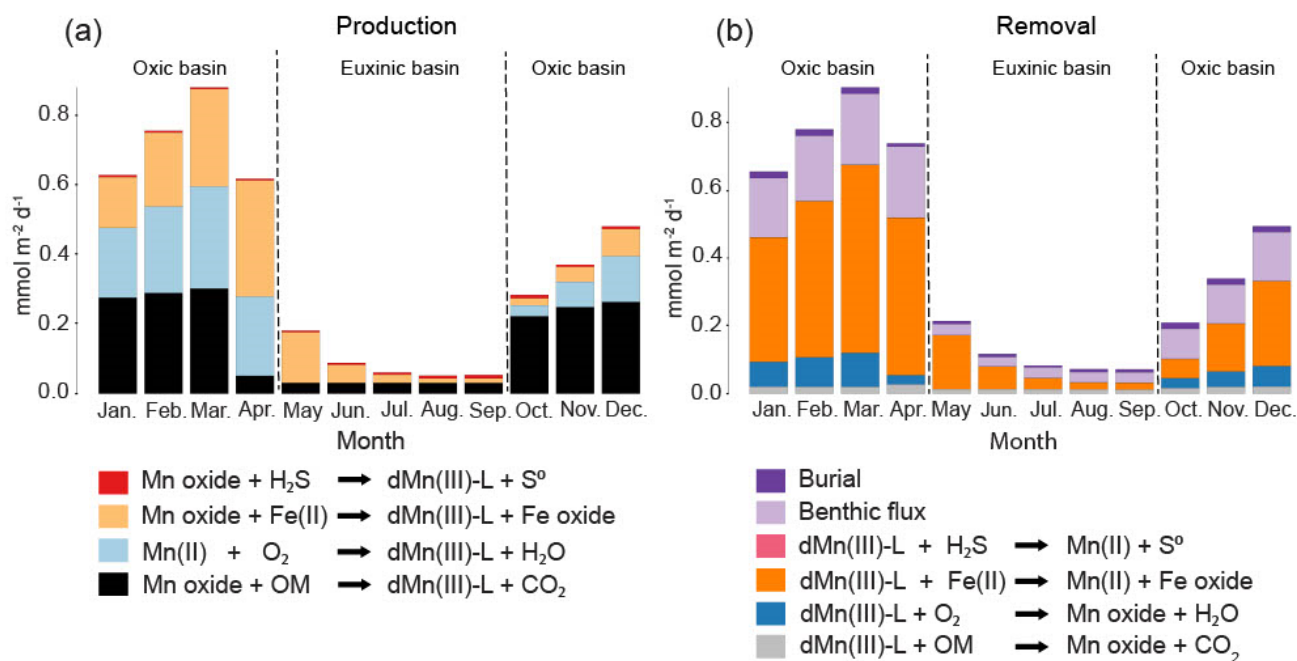 (a)
Production
Oxic basin
Euxinic basin
Oxic basin
mmol m⁻² d⁻¹
0.8
0.6
0.4
0.2
0.0
Jan. Feb. Mar. Apr. May Jun. Jul. Aug. Sep. Oct. Nov. Dec.
Month
Mn oxide + H₂S → dMn(III)-L + S⁰
Mn oxide + Fe(II) → dMn(III)-L + Fe oxide
Mn(II) + O₂ → dMn(III)-L + H₂O
Mn oxide + OM → dMn(III)-L + CO₂
(b)
Removal
Oxic basin
Euxinic basin
Oxic basin
mmol m⁻² d⁻¹
0.8
0.6
0.4
0.2
0.0
Jan. Feb. Mar. Apr. May Jun. Jul. Aug. Sep. Oct. Nov. Dec.
Month
Burial
Benthic flux
dMn(III)-L + H₂S → Mn(II) + S⁰
dMn(III)-L + Fe(II) → Mn(II) + Fe oxide
dMn(III)-L + O₂ → Mn oxide + H₂O
dMn(III)-L + OM → Mn oxide + CO₂